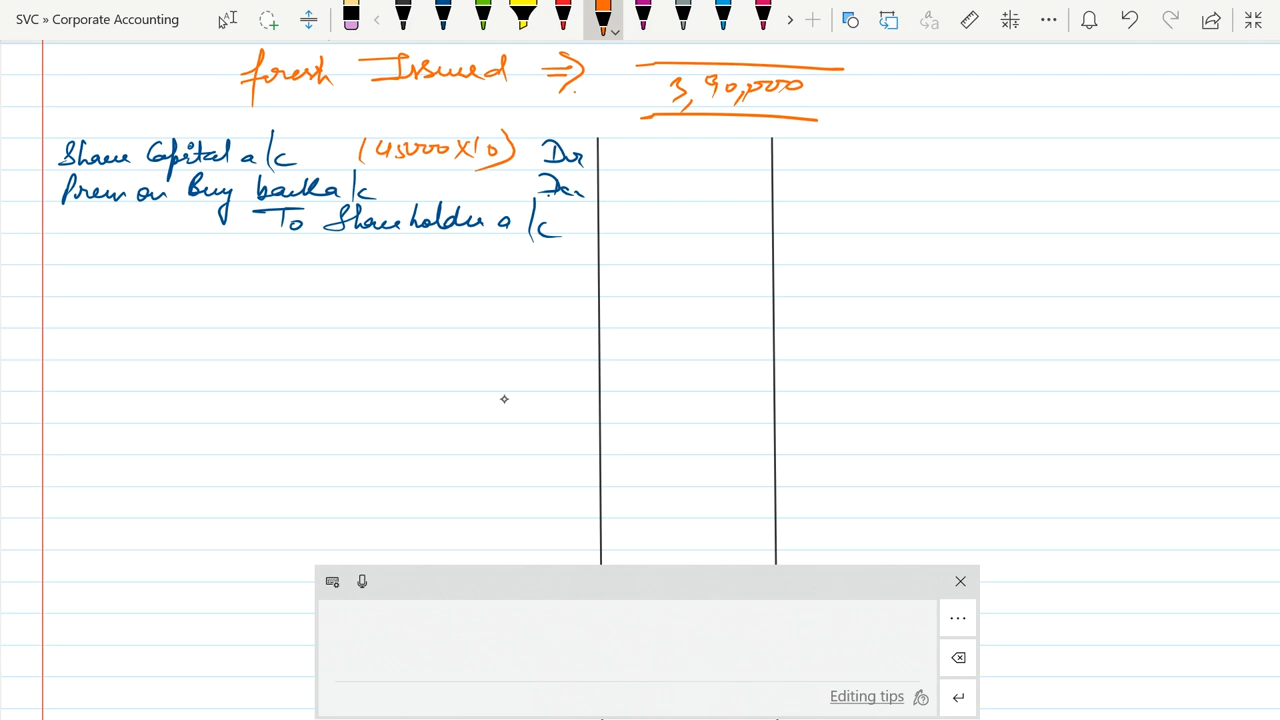 SVC » Corporate Accounting
fresh Issued ⇒
3,90,000
Share Capital a/c (45000 X 10) Dr
Prem on Buy back a/c Dr
To Shareholder a/c
Editing tips